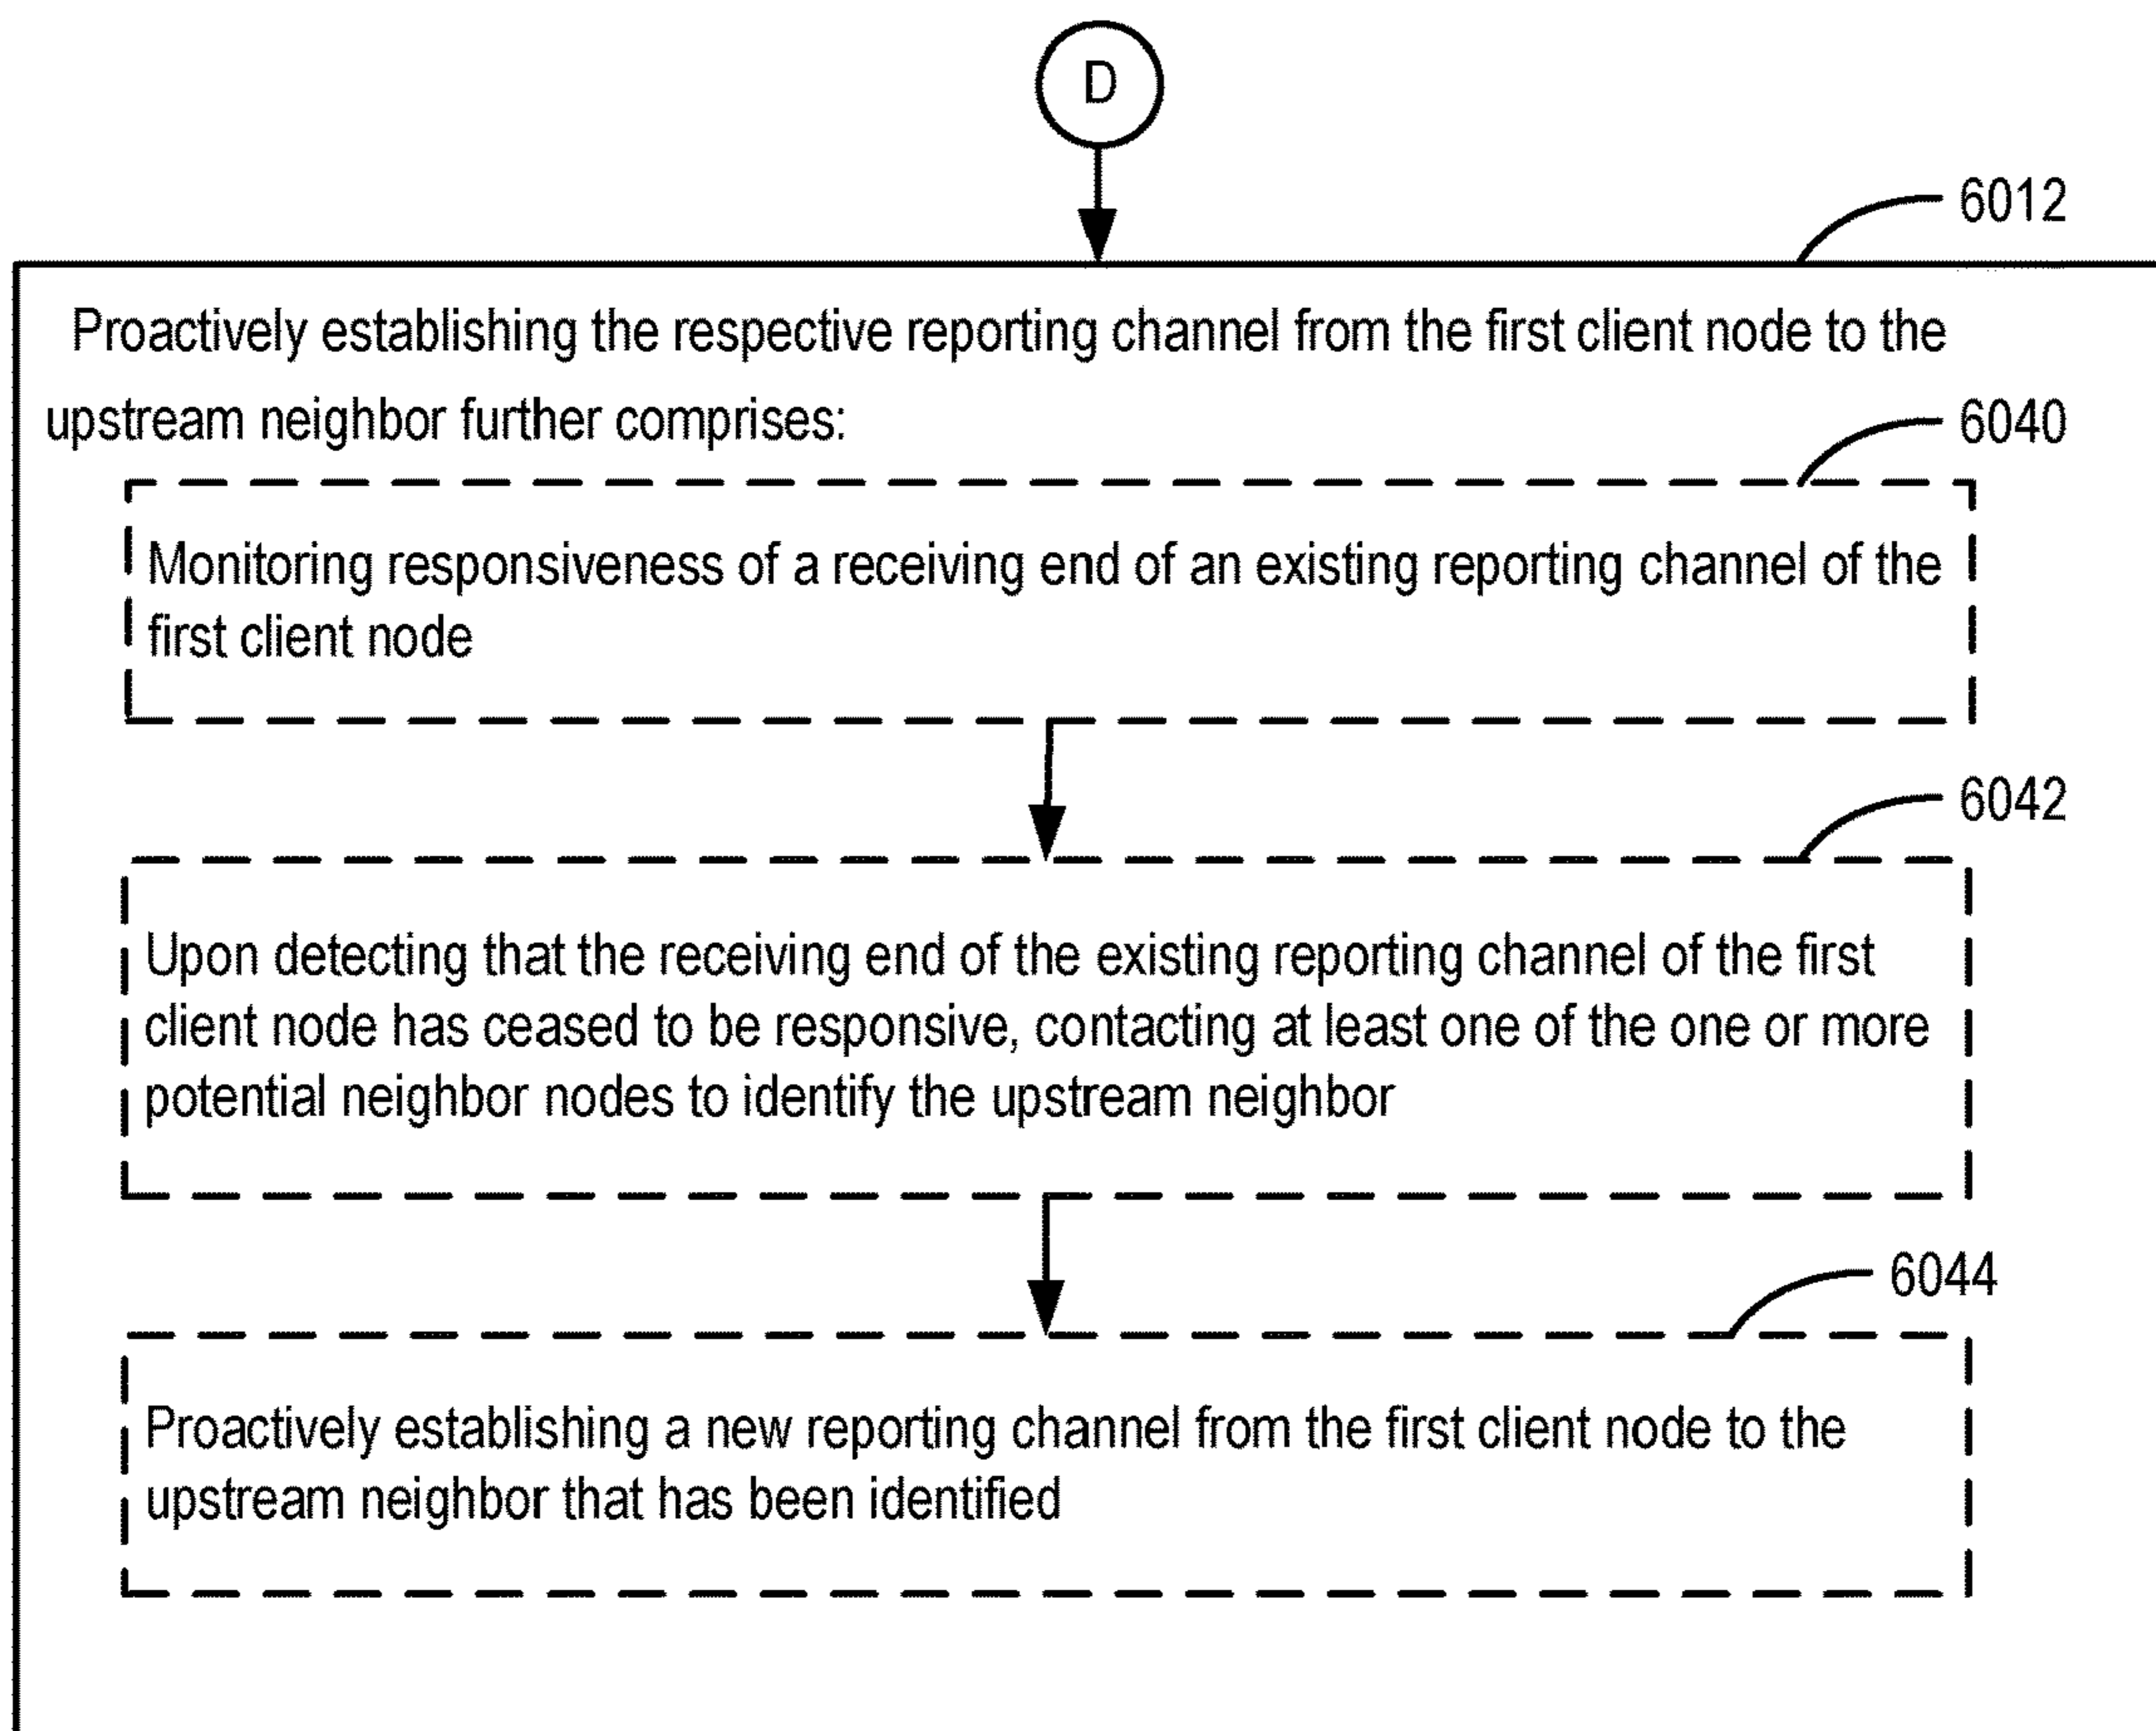 D
6012
Proactively establishing the respective reporting channel from the first client node to the
upstream neighbor further comprises:
6040
Monitoring responsiveness of a receiving end of an existing reporting channel of the
first client node
6042
Upon detecting that the receiving end of the existing reporting channel of the first
client node has ceased to be responsive, contacting at least one of the one or more
potential neighbor nodes to identify the upstream neighbor
6044
Proactively establishing a new reporting channel from the first client node to the
upstream neighbor that has been identified